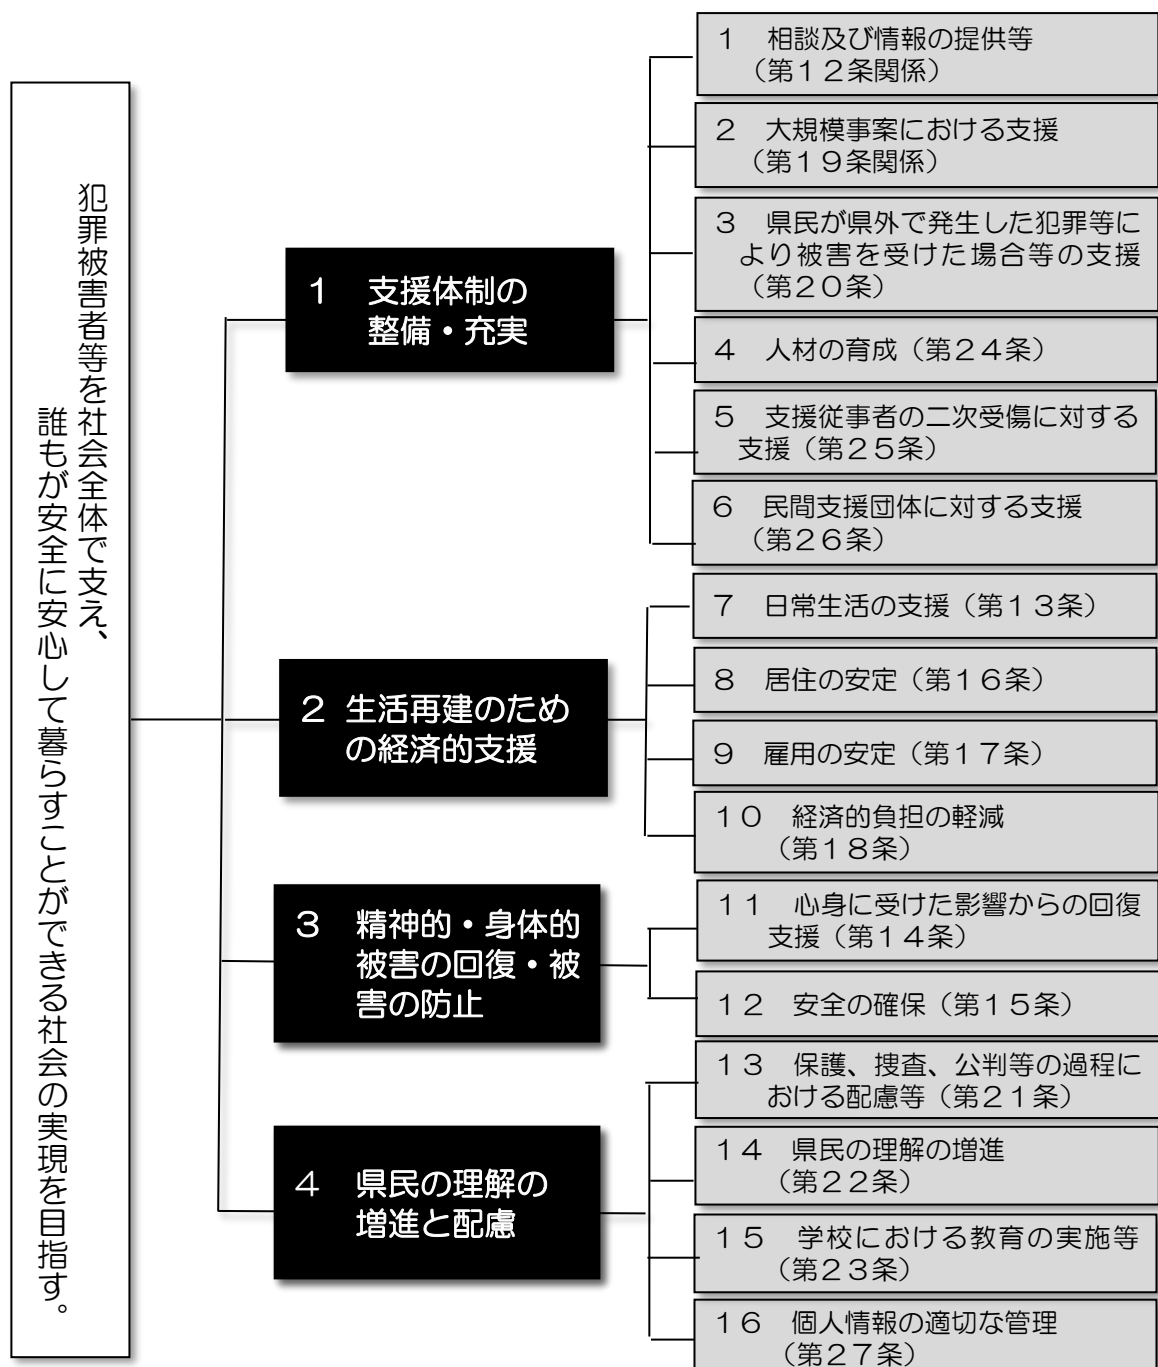 犯罪被害者等を社会全体で支え、
誰もが安全に安心して暮らすことができる社会の実現を目指す。
１　支援体制の
整備・充実
１　相談及び情報の提供等
（第１２条関係）
２　大規模事案における支援
（第１９条関係）
３　県民が県外で発生した犯罪等に
より被害を受けた場合等の支援
（第２０条）
４　人材の育成（第２４条）
５　支援従事者の二次受傷に対する
支援（第２５条）
６　民間支援団体に対する支援
（第２６条）
２ 生活再建のため
の経済的支援
７　日常生活の支援（第１３条）
８　居住の安定（第１６条）
９　雇用の安定（第１７条）
１０　経済的負担の軽減
（第１８条）
３　精神的・身体的
被害の回復・被
害の防止
１１　心身に受けた影響からの回復
支援（第１４条）
１２　安全の確保（第１５条）
４　県民の理解の
増進と配慮
１３　保護、捜査、公判等の過程に
おける配慮等（第２１条）
１４　県民の理解の増進
（第２２条）
１５　学校における教育の実施等
（第２３条）
１６　個人情報の適切な管理
（第２７条）